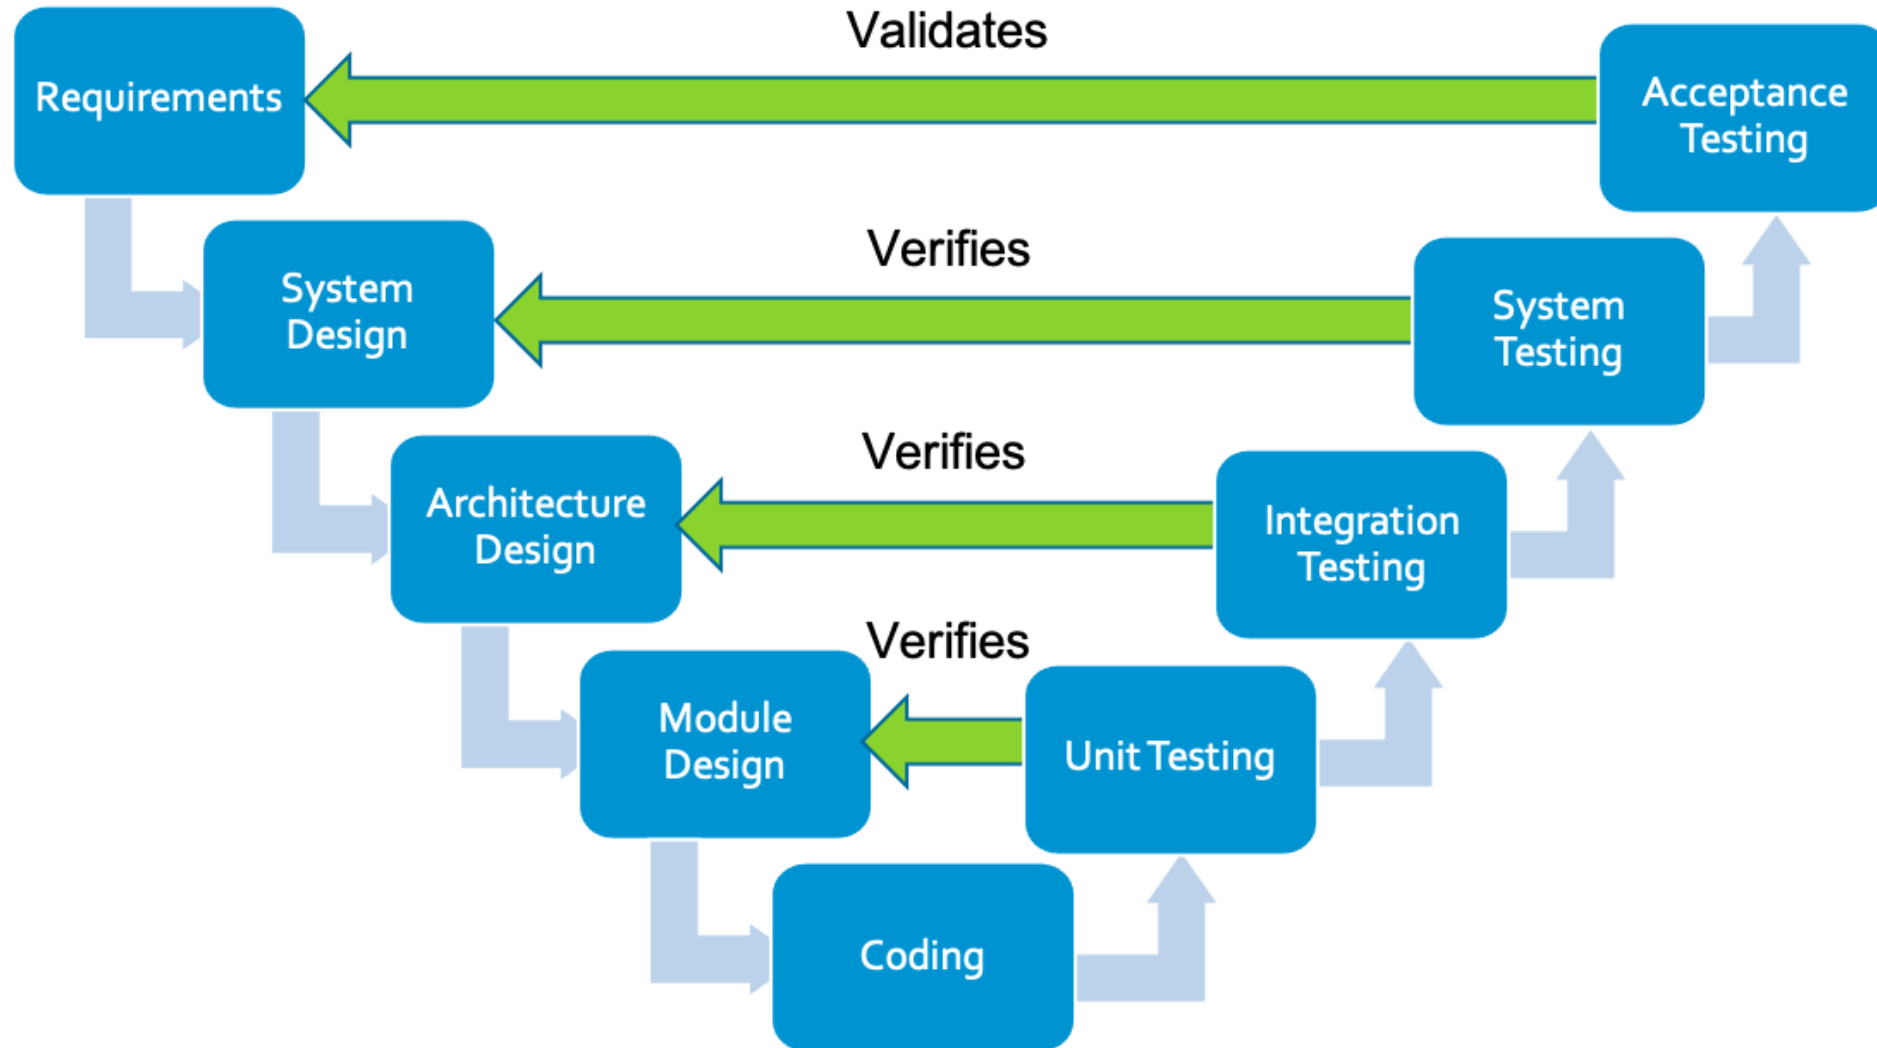 Validates
Requirements
Acceptance
Testing
Verifies
System
Design
System
Testing
Verifies
Architecture
Design
Integration
Testing
Verifies
Module
Design
Unit Testing
Coding